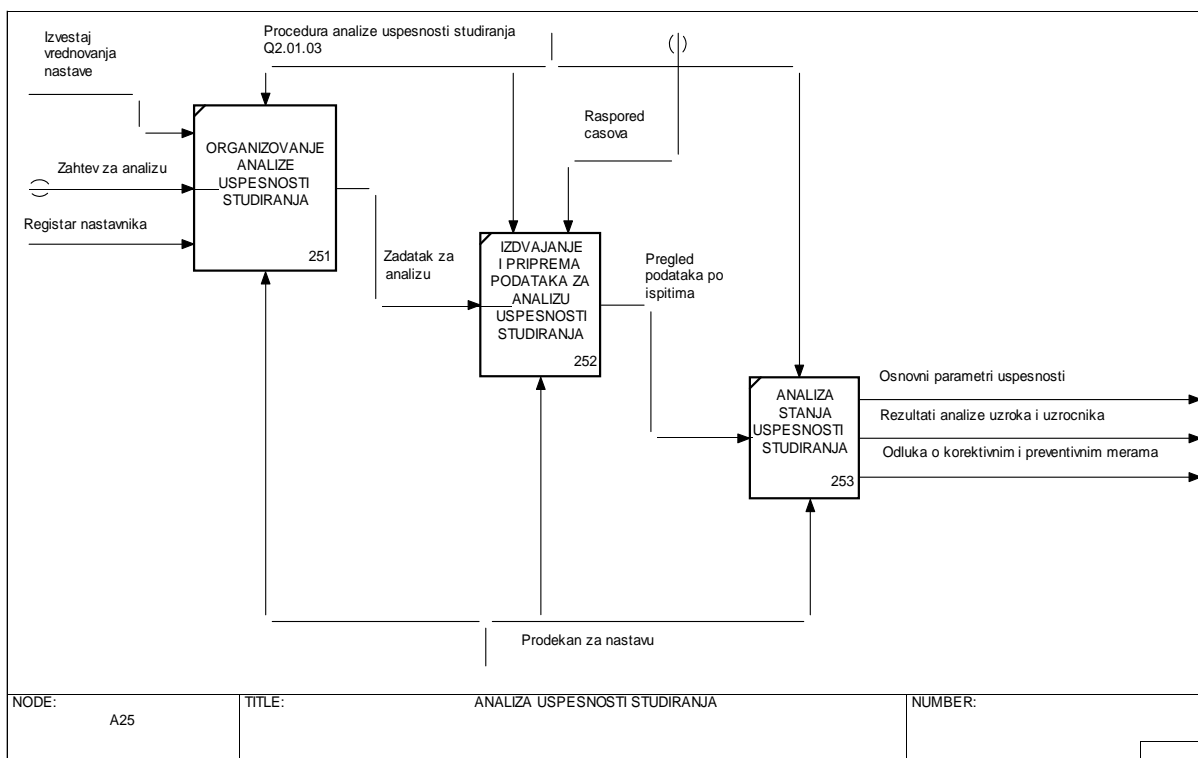 Izvestaj
vrednovanja
nastave
Procedura analize uspesnosti studiranja
Q2.01.03
Raspored
casova
Zahtev za analizu
Registar nastavnika
ORGANIZOVANJE
ANALIZE
USPESNOSTI
STUDIRANJA
251
Zadatak za
analizu
IZDVAJANJE
I PRIPREMA
PODATAKA ZA
ANALIZU
USPESNOSTI
STUDIRANJA
252
Pregled
podataka po
ispitima
ANALIZA
STANJA
USPESNOSTI
STUDIRANJA
253
Osnovni parametri uspesnosti
Rezultati analize uzroka i uzrocnika
Odluka o korektivnim i preventivnim merama
Prodekan za nastavu
NODE:
A25
TITLE:
ANALIZA USPESNOSTI STUDIRANJA
NUMBER: